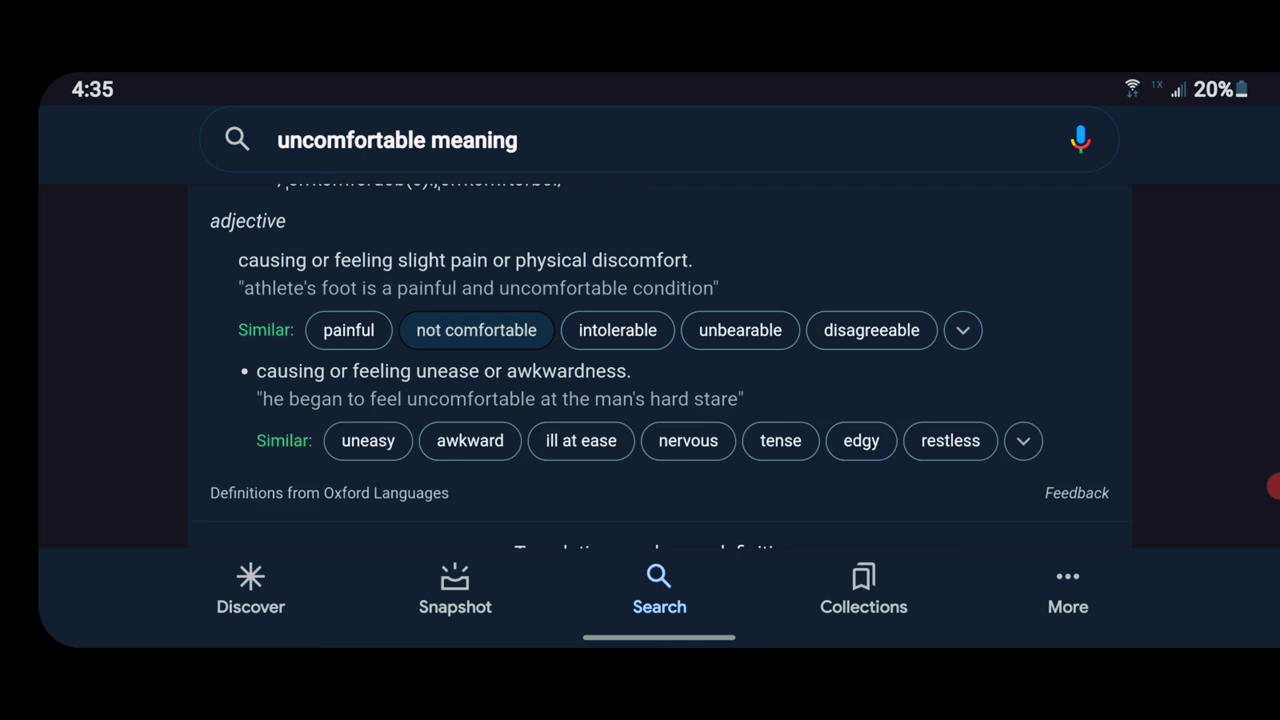 4:35
1X
20%
uncomfortable meaning
adjective
causing or feeling slight pain or physical discomfort.
"athlete's foot is a painful and uncomfortable condition"
Similar: painful not comfortable intolerable unbearable disagreeable
• causing or feeling unease or awkwardness.
"he began to feel uncomfortable at the man's hard stare"
Similar: uneasy awkward ill at ease nervous tense edgy restless
Definitions from Oxford Languages
Feedback
Discover
Snapshot
Search
Collections
More